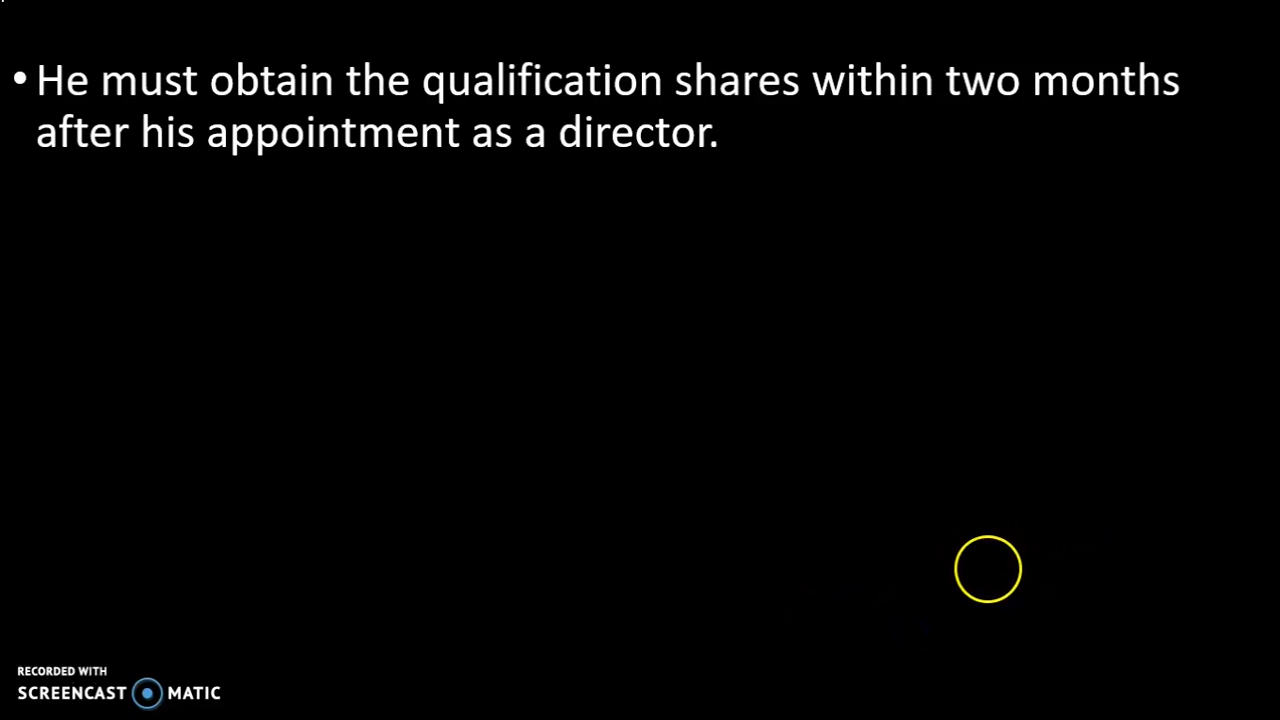 • He must obtain the qualification shares within two months
after his appointment as a director.
RECORDED WITH
SCREENCAST MATIC